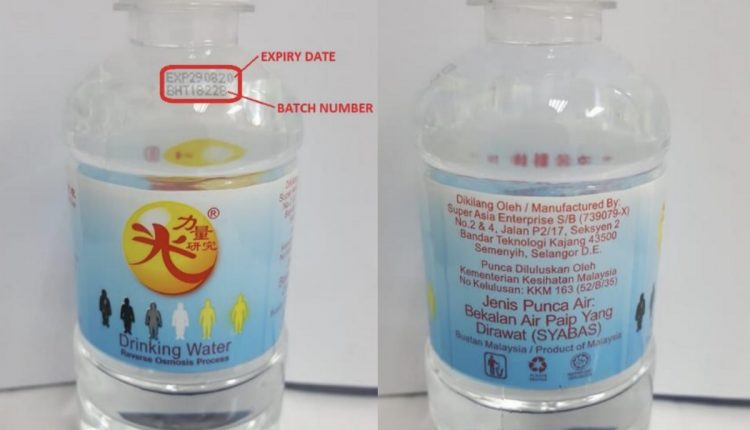 EXPIRY DATE
EXP290820
BHT18228
BATCH NUMBER
力量
研究
光
®
Drinking Water
Reverse Osmosis Process
Dikilang Oleh / Manufactured By:
Super Asia Enterprise S/B (739079-X)
No.2 & 4, Jalan P2/17, Seksyen 2
Bandar Teknologi Kajang 43500
Semenyih, Selangor D.E.
Punca Diluluskan Oleh
Kementerian Kesihatan Malaysia
No Kelulusan: KKM 163 (52/B/35)
Jenis Punca Air:
Bekalan Air Paip Yang
Dirawat (SYABAS)
Buatan Malaysia / Product of Malaysia